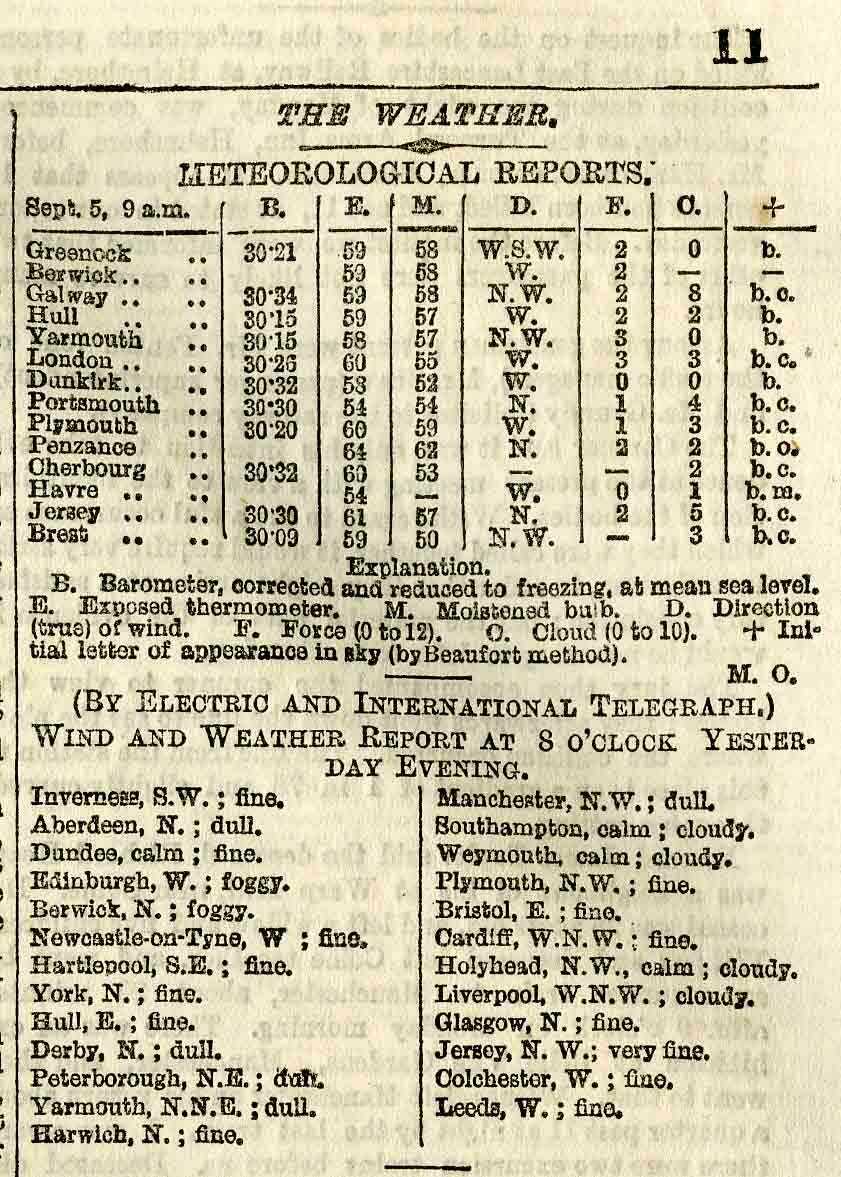 11
THE WEATHER.
METEOROLOGICAL REPORTS.
Sept. 5, 9 a.m. B. E. M. D. F. C. +
Greenock .. 30·21 59 58 W.S.W. 2 0 b.
Berwick.. .. 59 58 W. 2 — —
Galway .. .. 30·34 59 58 N.W. 2 8 b.c.
Hull .. .. 30·15 59 57 W. 2 2 b.
Yarmouth .. 30·15 58 57 N.W. 3 0 b.
London .. .. 30·26 60 55 W. 3 3 b.c.
Dunkirk.. .. 30·32 58 52 W. 0 0 b.
Portsmouth .. 30·30 54 54 N. 1 4 b.c.
Plymouth .. 30·20 60 59 W. 1 3 b.c.
Penzance .. 64 62 N. 2 2 b.c.
Cherbourg .. 30·32 60 53 — — 2 b.c.
Havre .. .. 54 — W. 0 1 b.m.
Jersey .. .. 30·30 61 57 N. 2 5 b.c.
Brest .. .. 30·09 59 50 N.W. — 3 b.c.
Explanation.
B. Barometer, corrected and reduced to freezing, at mean sea level.
E. Exposed thermometer. M. Moistened bulb. D. Direction
(true) of wind. F. Force (0 to 12). C. Cloud (0 to 10). + Ini-
tial letter of appearance in sky (by Beaufort method).
M. O.
(BY ELECTRIC AND INTERNATIONAL TELEGRAPH.)
WIND AND WEATHER REPORT AT 8 O'CLOCK YESTER-
DAY EVENING.
Inverness, S.W. ; fine.
Aberdeen, N. ; dull.
Dundee, calm ; fine.
Edinburgh, W. ; foggy.
Berwick, N. ; foggy.
Newcastle-on-Tyne, W ; fine.
Hartlepool, S.E. ; fine.
York, N. ; fine.
Hull, E. ; fine.
Derby, N. ; dull.
Peterborough, N.E. ; dull.
Yarmouth, N.N.E. ; dull.
Harwich, N. ; fine.
Manchester, N.W. ; dull.
Southampton, calm ; cloudy.
Weymouth, calm ; cloudy.
Plymouth, N.W. ; fine.
Bristol, E. ; fine.
Cardiff, W.N.W. ; fine.
Holyhead, N.W., calm ; cloudy.
Liverpool, W.N.W. ; cloudy.
Glasgow, N. ; fine.
Jersey, N. W.; very fine.
Colchester, W. ; fine.
Leeds, W. ; fine.